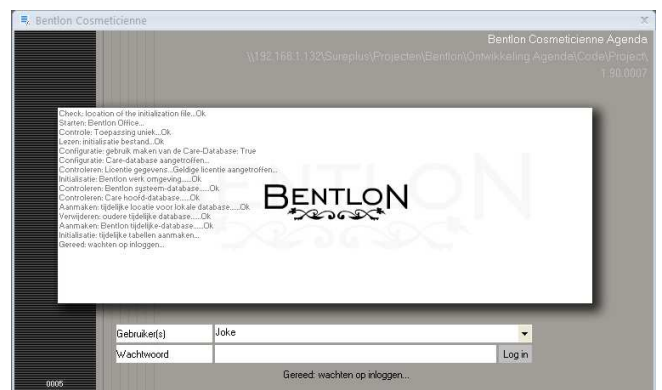 Bentlon Cosmeticienne
Bentlon Cosmeticienne Agenda
\\192.168.1.132\Sureplus\Projecten\Bentlon\Ontwikkeling Agenda\Code\Project\
1.90.0007
Check: location of the initialization file...Ok
Starten: Bentlon Office...
Controle: Toepassing uniek...Ok
Lezen: initialisatie bestand...Ok
Configuratie: gebruik maken van de Care-Database: True
Configuratie: Care-database aangetroffen...
Controleren: Licentie gegevens...Geldige licentie aangetroffen...
Initialisatie: Bentlon werk omgeving.....Ok
Controleren: Bentlon systeem-database.....Ok
Controleren: Care hoofd-database.....Ok
Aanmaken: tijdelijke locatie voor lokale database.....Ok
Verwijderen: oudere tijdelijke database.....Ok
Aanmaken: Bentlon tijdelijke-database.....Ok
Initialisatie: tijdelijke tabellen aanmaken...
Gereed: wachten op inloggen...
BENTLON
BENTLON
Gebruiker(s) Joke
Wachtwoord Log in
Gereed: wachten op inloggen...
0005